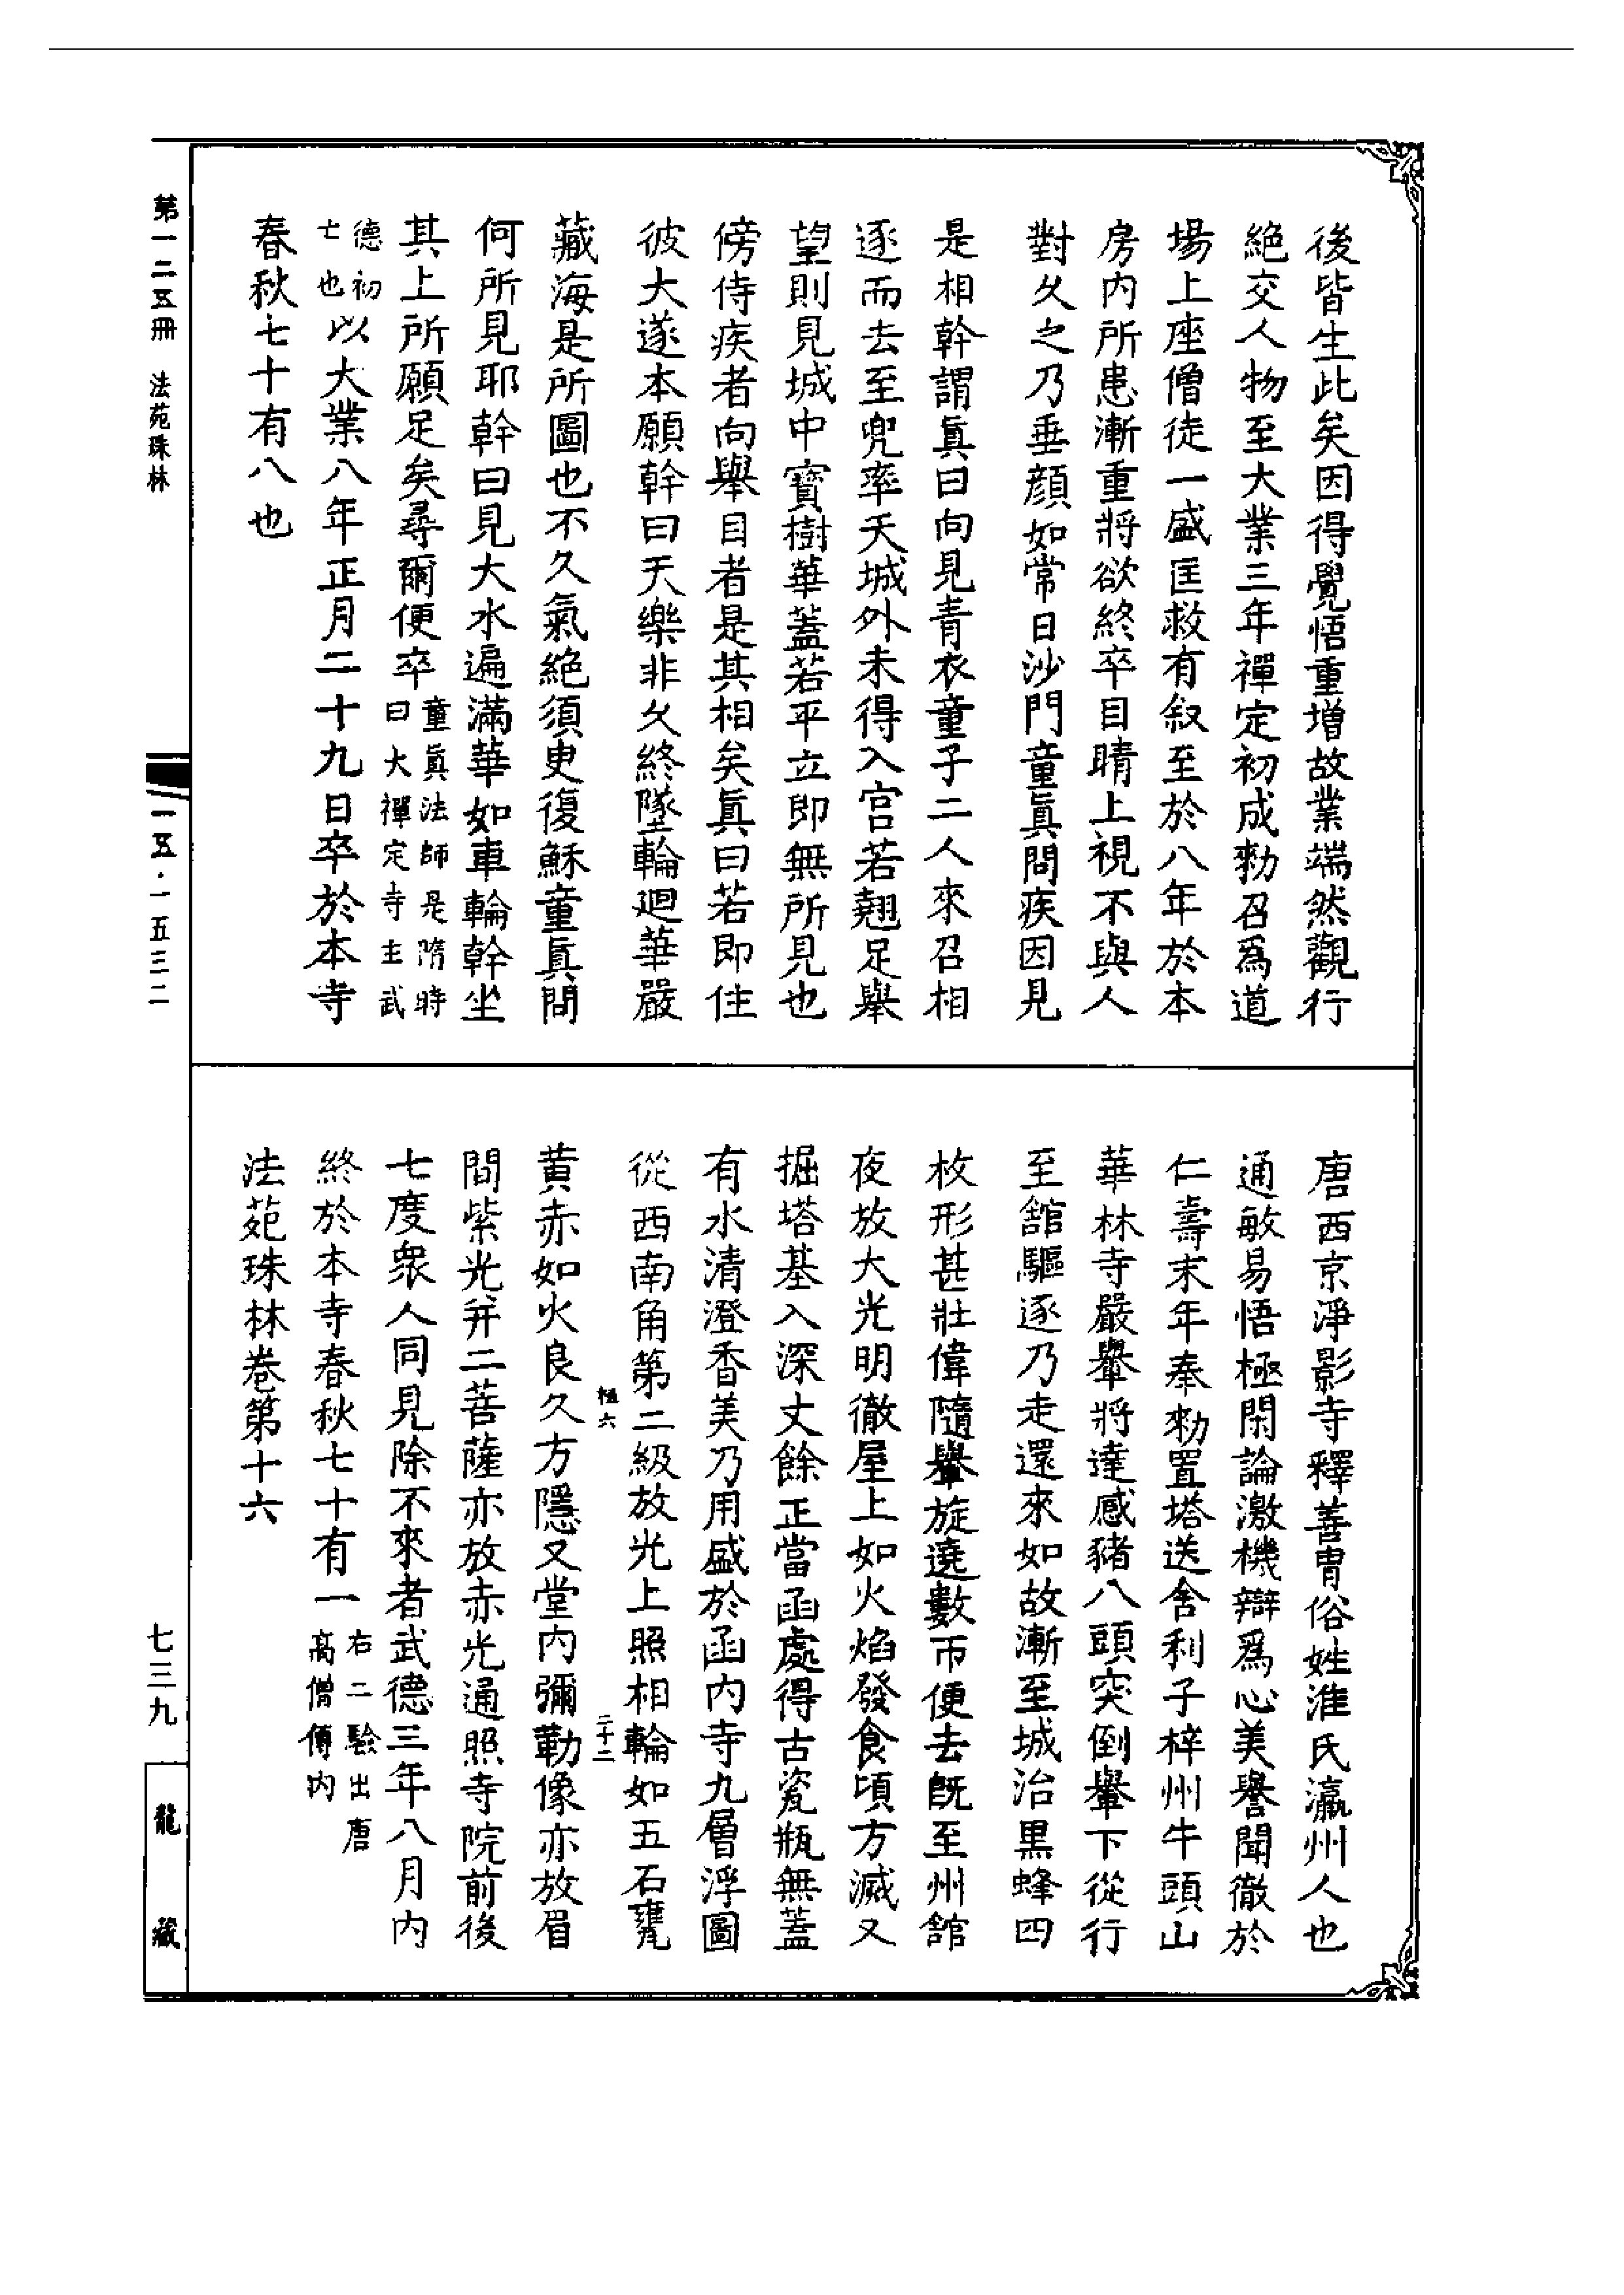 後皆生此矣因得覺悟重增故業端然觀行
絕交人物至大業三年禪定初成勑召為道
場上座僧徒一盛匡救有叙至於八年於本
房內所患漸重將欲終卒目睛上視不與人
對久之乃垂顏如常日沙門童眞問疾因見
是相幹謂眞曰向見青衣童子二人來召相
逐而去至兜率天城外未得入宫若翹足舉
望則見城中寶樹華蓋若平立即無所見也
傍侍疾者向舉目者是其相矣眞曰若即住
彼大遂本願幹曰天樂非久終墜輪迴華嚴
藏海是所圖也不久氣絶須臾復穌童眞問
何所見耶幹曰見大水遍滿華如車輪幹坐
其上所願足矣尋爾便卒童眞法師是隋時
曰大禪定寺主武
德初
七也以大業八年正月二十九日卒於本寺
春秋七十有八也
唐西京淨影寺釋善胄俗姓淮氏瀛州人也
通敏易悟極閑論激機辯爲心美譽聞徹於
仁壽末年奉勑置塔送舍利于梓州牛頭山
華林寺嚴轝將達感豬八頭突倒轝下從行
至舘驅逐乃走還來如故漸至城治黑蜂四
枚形甚壯偉隨轝旋遶數帀便去旣至州舘
夜放大光明徹屋上如火焰發食頃方滅又
掘塔基入深丈餘正當函處得古瓷瓶無蓋
有水清澄香美乃用盛於函内寺九層浮圖
從西南角第二級放光上照相輪如五石甕
黄赤如火良久方隱又堂内彌勒像亦放眉
間紫光并二菩薩亦放赤光通照寺院前後
七度衆人同見除不來者武德三年八月内
終於本寺春秋七十有一右二驗出唐
高僧傳内
法苑珠林卷第十六
極六
二十二
第一二五冊　法苑珠林
一五·一五三二
七三九
龍藏